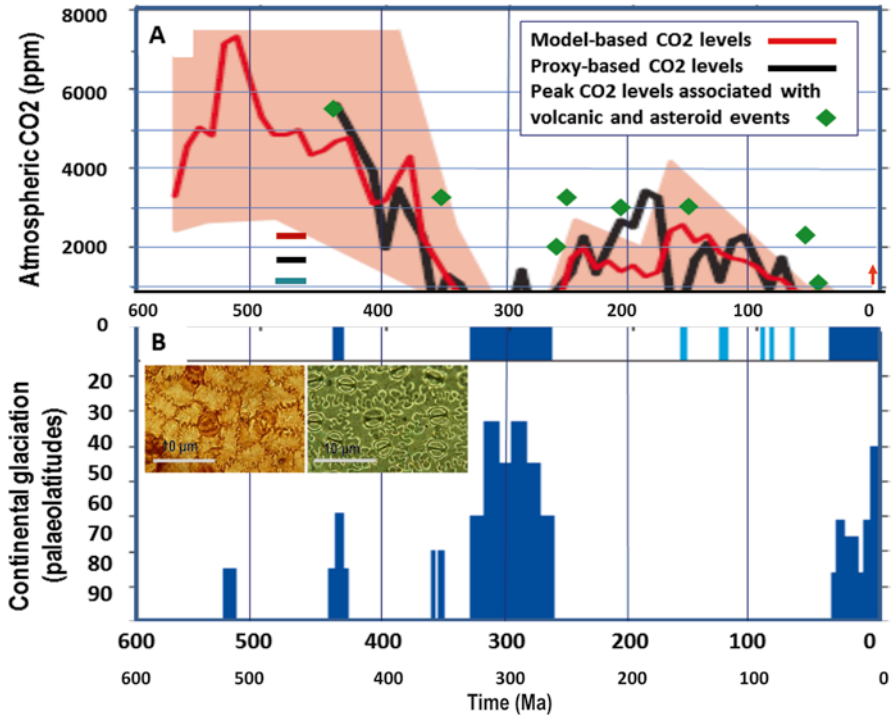 A
Model-based CO2 levels
Proxy-based CO2 levels
Peak CO2 levels associated with
volcanic and asteroid events
Atmospheric CO2 (ppm)
8000
6000
4000
2000
600 500 400 300 200 100 0
B
0
20
30
40
50
60
70
80
90
10 µm
10 µm
Continental glaciation
(palaeolatitudes)
600 500 400 300 200 100 0
600 500 400 300 200 100 0
Time (Ma)